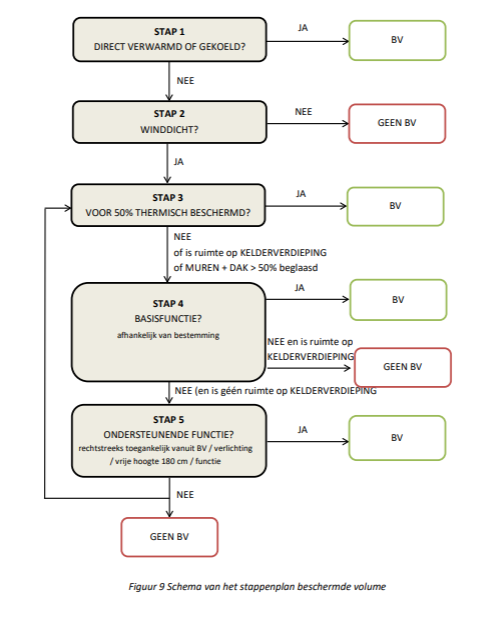 STAP 1
DIRECT VERWARMD OF GEKOELD?
JA
BV
NEE
STAP 2
WINDDICHT?
NEE
GEEN BV
JA
STAP 3
VOOR 50% THERMISCH BESCHERMD?
JA
BV
NEE
of is ruimte op KELDERVERDIEPING
of MUREN + DAK > 50% beglaasd
STAP 4
BASISFUNCTIE?
afhankelijk van bestemming
JA
BV
NEE en is ruimte op
KELDERVERDIEPING
GEEN BV
NEE (en is géén ruimte op KELDERVERDIEPING
STAP 5
ONDERSTEUNENDE FUNCTIE?
rechtstreeks toegankelijk vanuit BV / verlichting
/ vrije hoogte 180 cm / functie
JA
BV
NEE
GEEN BV
Figuur 9 Schema van het stappenplan beschermde volume